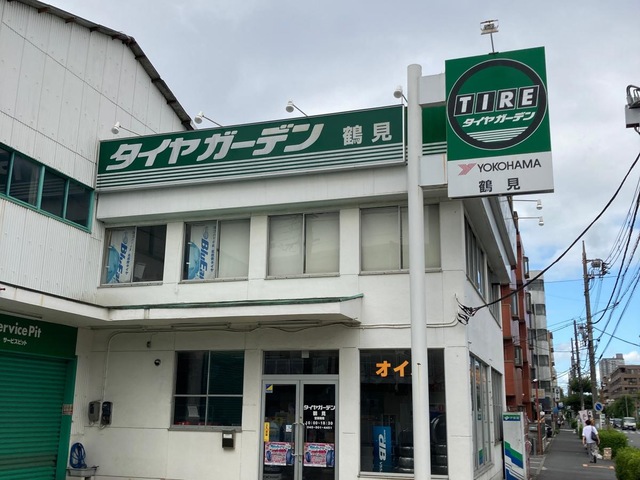 タイヤガーデン 鶴見
TIRE
タイヤガーデン
YOKOHAMA
鶴見
BluEarth
ervice Pit
サービスピット
タイヤガーデン
鶴見
オイ